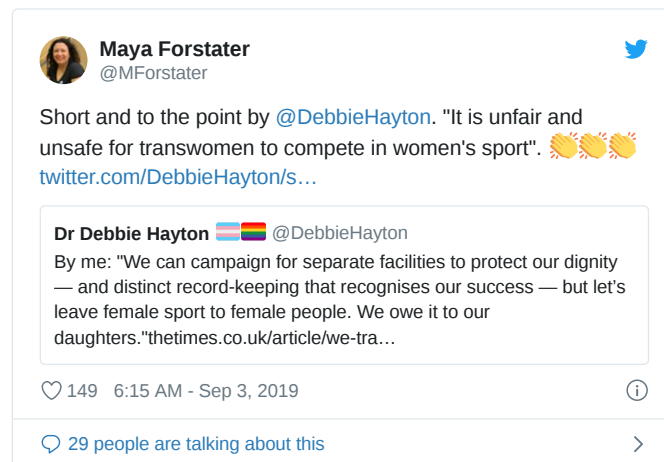 Maya Forstater
@MForstater
Short and to the point by @DebbieHayton. "It is unfair and
unsafe for transwomen to compete in women's sport". 👏👏👏
twitter.com/DebbieHayton/s…
Dr Debbie Hayton 🏳️‍⚧️🏳️‍🌈 @DebbieHayton
By me: "We can campaign for separate facilities to protect our dignity
— and distinct record-keeping that recognises our success — but let's
leave female sport to female people. We owe it to our
daughters."thetimes.co.uk/article/we-tra…
149 6:15 AM - Sep 3, 2019
29 people are talking about this